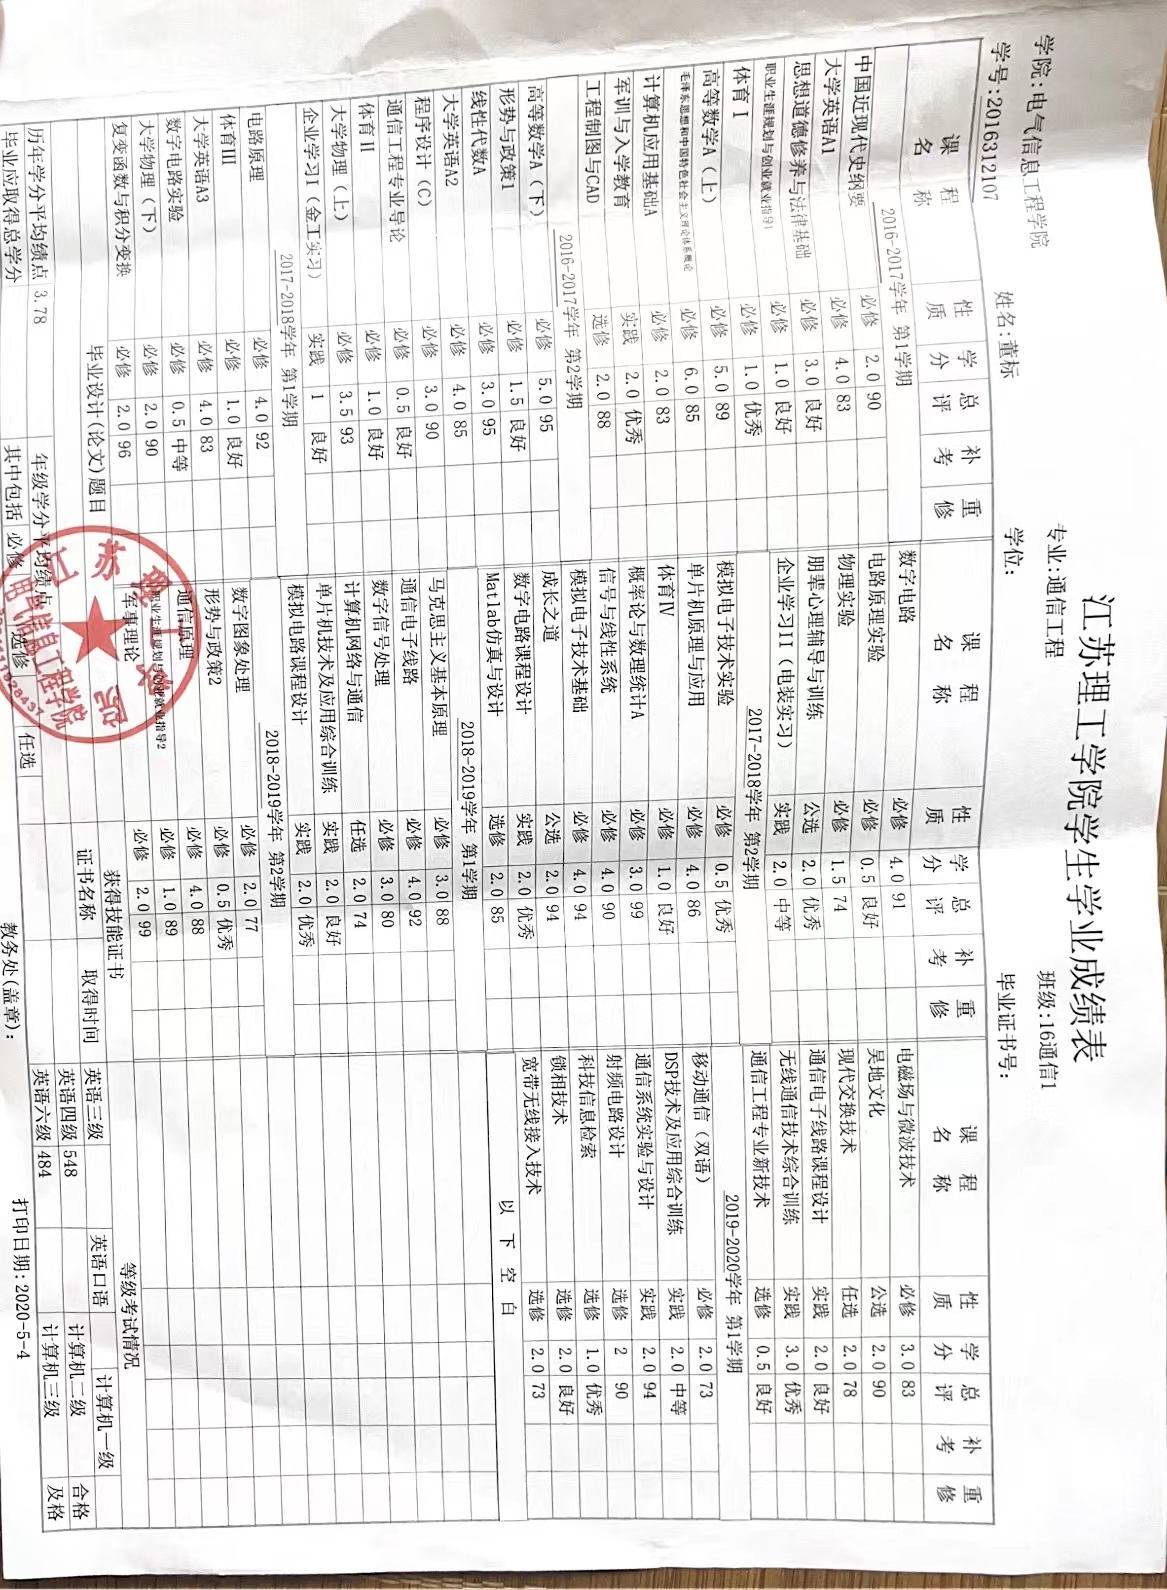 江苏理工学院学生学业成绩表
学院:电气信息工程学院 专业:通信工程 班级:16通信1
学号:2016312107 姓名:董标 学位: 毕业证书号:
课程名称 性质 学分 总评 补考 重修
2016-2017学年 第1学期
中国近现代史纲要 必修 2.0 90
大学英语A1 必修 4.0 83
思想道德修养与法律基础 必修 3.0 良好
职业生涯规划与创业就业指导1 必修 1.0 良好
体育Ⅰ 必修 1.0 优秀
高等数学A（上） 必修 5.0 89
毛泽东思想和中国特色社会主义理论体系概论 必修 6.0 85
计算机应用基础A 必修 2.0 83
军训与入学教育 实践 2.0 优秀
工程制图与CAD 选修 2.0 88
2016-2017学年 第2学期
高等数学A（下） 必修 5.0 95
形势与政策1 必修 1.5 良好
线性代数A 必修 3.0 95
大学英语A2 必修 4.0 85
程序设计（C） 必修 3.0 90
通信工程专业导论 必修 0.5 良好
体育Ⅱ 必修 1.0 良好
大学物理（上） 必修 3.5 93
企业学习I（金工实习） 实践 1 良好
2017-2018学年 第1学期
电路原理 必修 4.0 92
体育Ⅲ 必修 1.0 良好
大学英语A3 必修 4.0 83
数字电路实验 必修 0.5 中等
大学物理（下） 必修 2.0 90
复变函数与积分变换 必修 2.0 96
课程名称 性质 学分 总评 补考 重修
数字电路 必修 4.0 91
电路原理实验 必修 0.5 良好
物理实验 必修 1.5 74
朋辈心理辅导与训练 公选 2.0 优秀
企业学习II（电装实习） 实践 2.0 中等
2017-2018学年 第2学期
模拟电子技术实验 必修 0.5 优秀
单片机原理与应用 必修 4.0 86
体育Ⅳ 必修 1.0 良好
概率论与数理统计A 必修 3.0 99
信号与线性系统 必修 4.0 90
模拟电子技术基础 必修 4.0 94
成长之道 公选 2.0 94
数字电路课程设计 实践 2.0 优秀
Matlab仿真与设计 选修 2.0 85
2018-2019学年 第1学期
马克思主义基本原理 必修 3.0 88
通信电子线路 必修 4.0 92
数字信号处理 必修 3.0 80
计算机网络与通信 任选 2.0 74
单片机技术及应用综合训练 实践 2.0 良好
模拟电路课程设计 实践 2.0 优秀
2018-2019学年 第2学期
数字图象处理 必修 2.0 77
形势与政策2 必修 0.5 优秀
通信原理 必修 4.0 88
职业生涯规划与创业就业指导2 必修 1.0 89
军事理论 必修 2.0 99
课程名称 性质 学分 总评 补考 重修
电磁场与微波技术 必修 3.0 83
吴地文化 公选 2.0 90
现代交换技术 任选 2.0 78
通信电子线路课程设计 实践 2.0 良好
无线通信技术综合训练 实践 3.0 优秀
通信工程专业新技术 选修 0.5 良好
2019-2020学年 第1学期
移动通信（双语） 必修 2.0 73
DSP技术及应用综合训练 实践 2.0 中等
通信系统实验与设计 实践 2.0 94
射频电路设计 选修 2 90
科技信息检索 选修 1.0 优秀
锁相技术 选修 2.0 良好
宽带无线接入技术 选修 2.0 73
以下空白
毕业设计(论文)题目
获得技能证书
证书名称 取得时间
等级考试情况
英语三级 英语口语 计算机一级
英语四级 548 计算机二级 合格
英语六级 484 计算机三级 及格
历年学分平均绩点 3.78 年级学分平均绩点
毕业应取得总学分 其中包括 必修 选修 任选
教务处(盖章): 打印日期:2020-5-4
江苏理工学院
电气信息工程学院